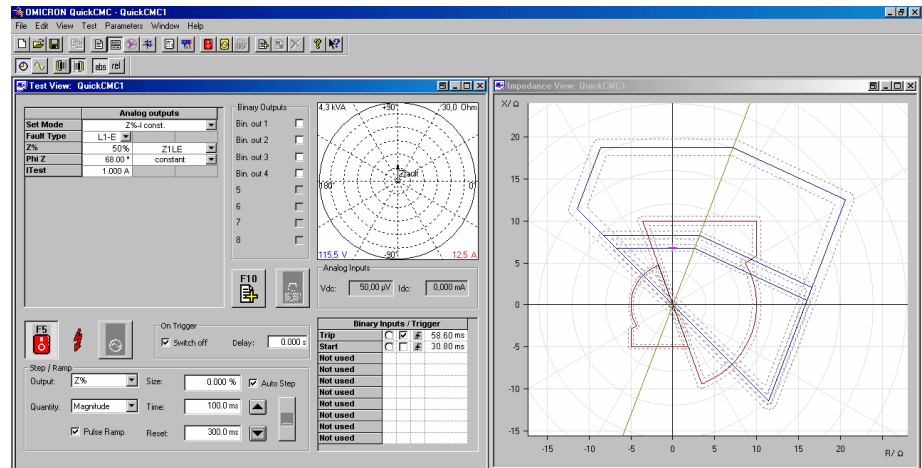 OMICRON QuickCMC - QuickCMC1
File Edit View Test Parameters Window Help
abs rel
Test View: QuickCMC1
Analog outputs
Set Mode Z%-I const.
Fault Type L1-E
Z% 50% Z1LE
Phi Z 68.00 ° constant
ITest 1.000 A
Binary Outputs
Bin. out 1
Bin. out 2
Bin. out 3
Bin. out 4
5
6
7
8
4,3 kVA +90° 30,0 Ohm
180° Zfault 0°
115,5 V -90° 12,5 A
F10
Analog Inputs
Vdc: 50,00 µV Idc: 0,000 mA
F5
On Trigger
Switch off Delay: 0.000 s
Step / Ramp
Output: Z% Size: 0.000 % Auto Step
Quantity: Magnitude Time: 100.0 ms
Pulse Ramp Reset: 300.0 ms
Binary Inputs / Trigger
Trip 58.60 ms
Start 30.80 ms
Not used
Not used
Not used
Not used
Not used
Not used
Not used
Not used
Impedance View: QuickCMC1
X/ Ω
20
15
10
5
0
-5
-10
-15
-15 -10 -5 0 5 10 15 20
R/ Ω